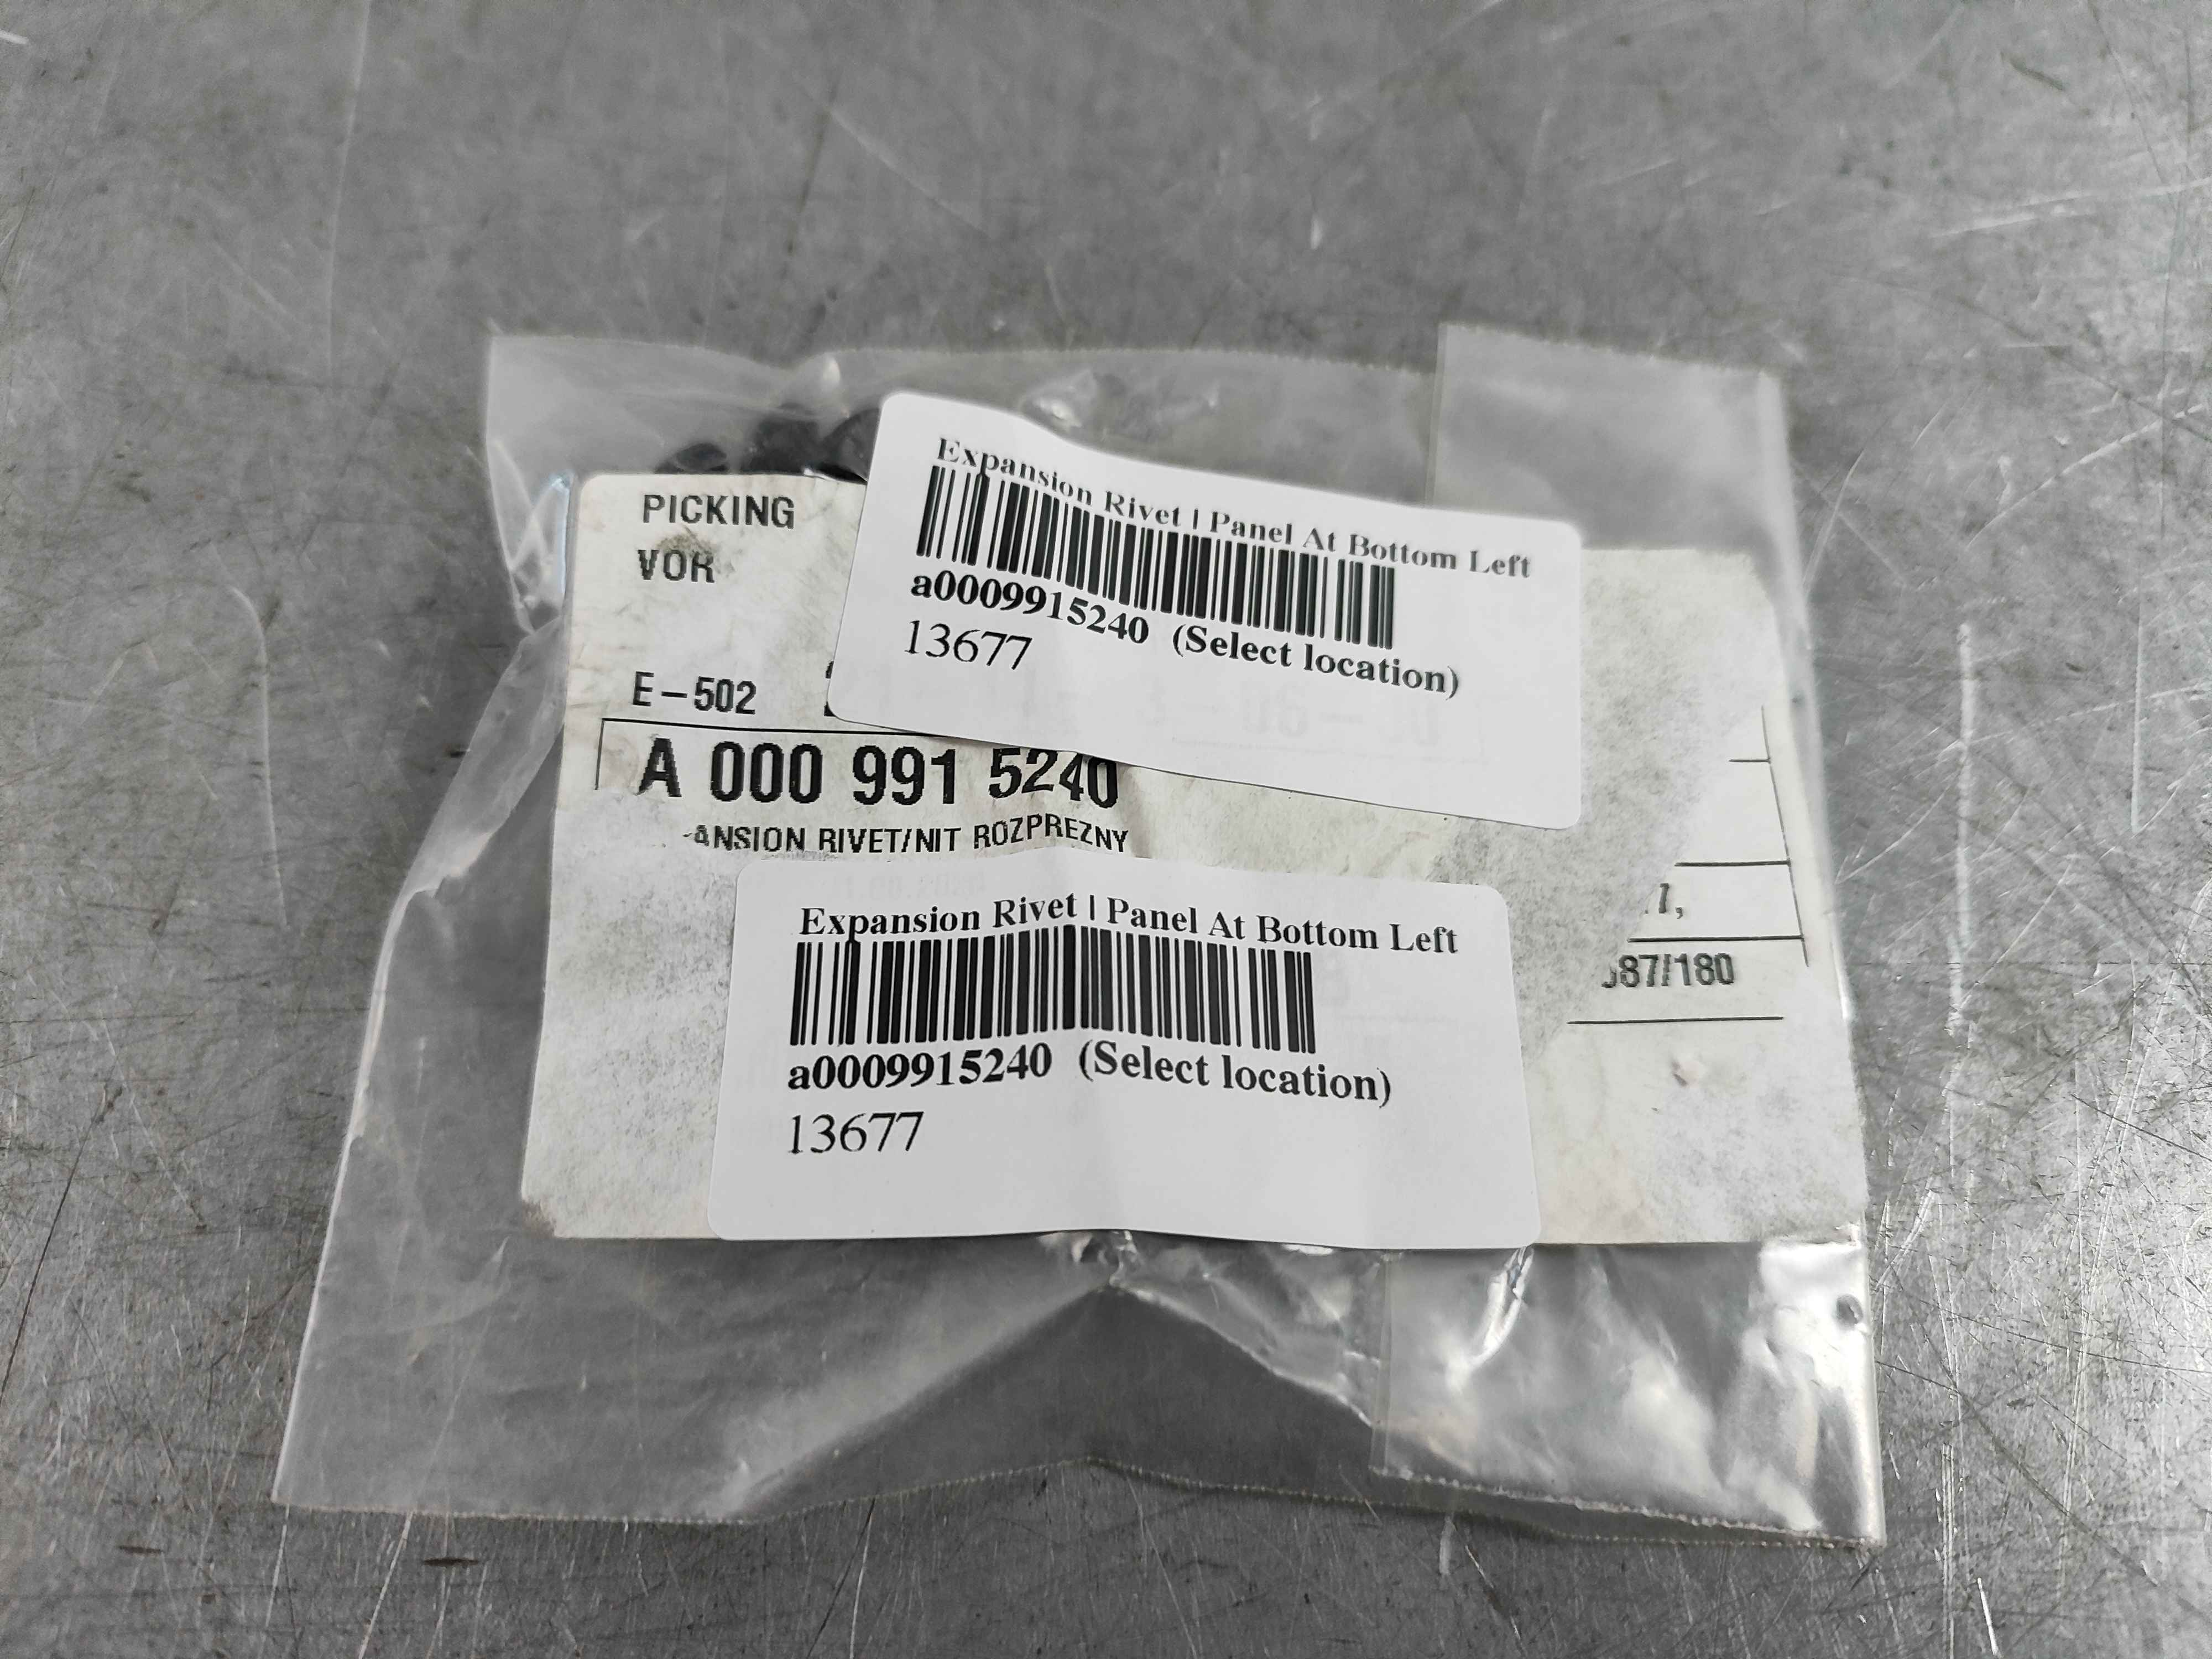 PICKING
VOR
E-502
Expansion Rivet | Panel At Bottom Left
a0009915240 (Select location)
13677
A 000 991 5240
RIVET/NIT ROZPREZNY
Expansion Rivet | Panel At Bottom Left
a0009915240 (Select location)
13677
87/180